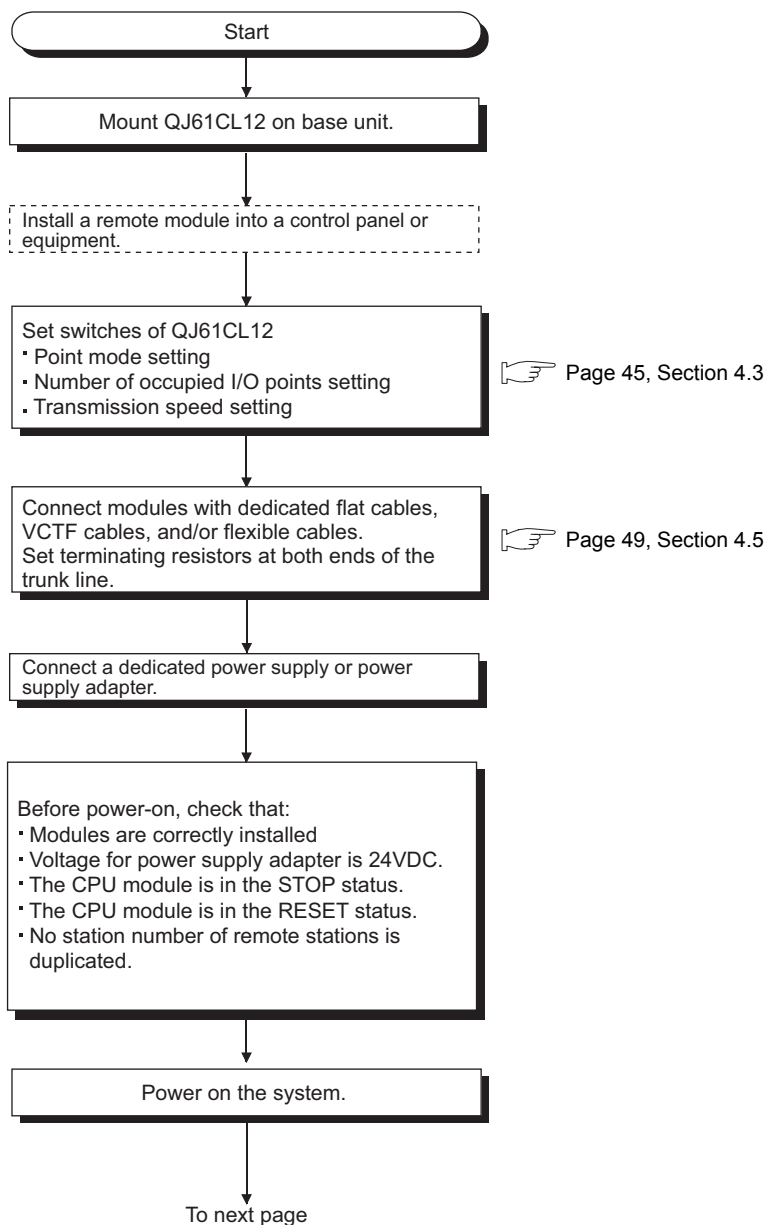 Start
Mount QJ61CL12 on base unit.
Install a remote module into a control panel or
equipment.
Set switches of QJ61CL12
· Point mode setting
· Number of occupied I/O points setting
· Transmission speed setting
Page 45, Section 4.3
Connect modules with dedicated flat cables,
VCTF cables, and/or flexible cables.
Set terminating resistors at both ends of the
trunk line.
Page 49, Section 4.5
Connect a dedicated power supply or power
supply adapter.
Before power-on, check that:
· Modules are correctly installed
· Voltage for power supply adapter is 24VDC.
· The CPU module is in the STOP status.
· The CPU module is in the RESET status.
· No station number of remote stations is
duplicated.
Power on the system.
To next page